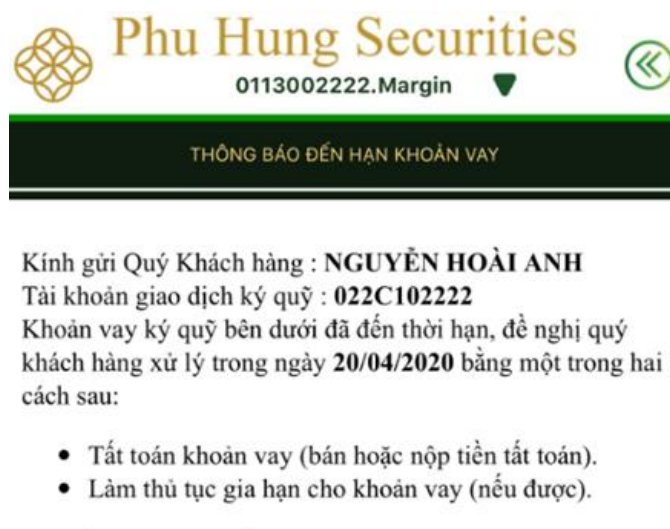 Phu Hung Securities
0113002222.Margin
THÔNG BÁO ĐẾN HẠN KHOẢN VAY
Kính gửi Quý Khách hàng : NGUYỄN HOÀI ANH
Tài khoản giao dịch ký quỹ : 022C102222
Khoản vay ký quỹ bên dưới đã đến thời hạn, đề nghị quý
khách hàng xử lý trong ngày 20/04/2020 bằng một trong hai
cách sau:
• Tất toán khoản vay (bán hoặc nộp tiền tất toán).
• Làm thủ tục gia hạn cho khoản vay (nếu được).